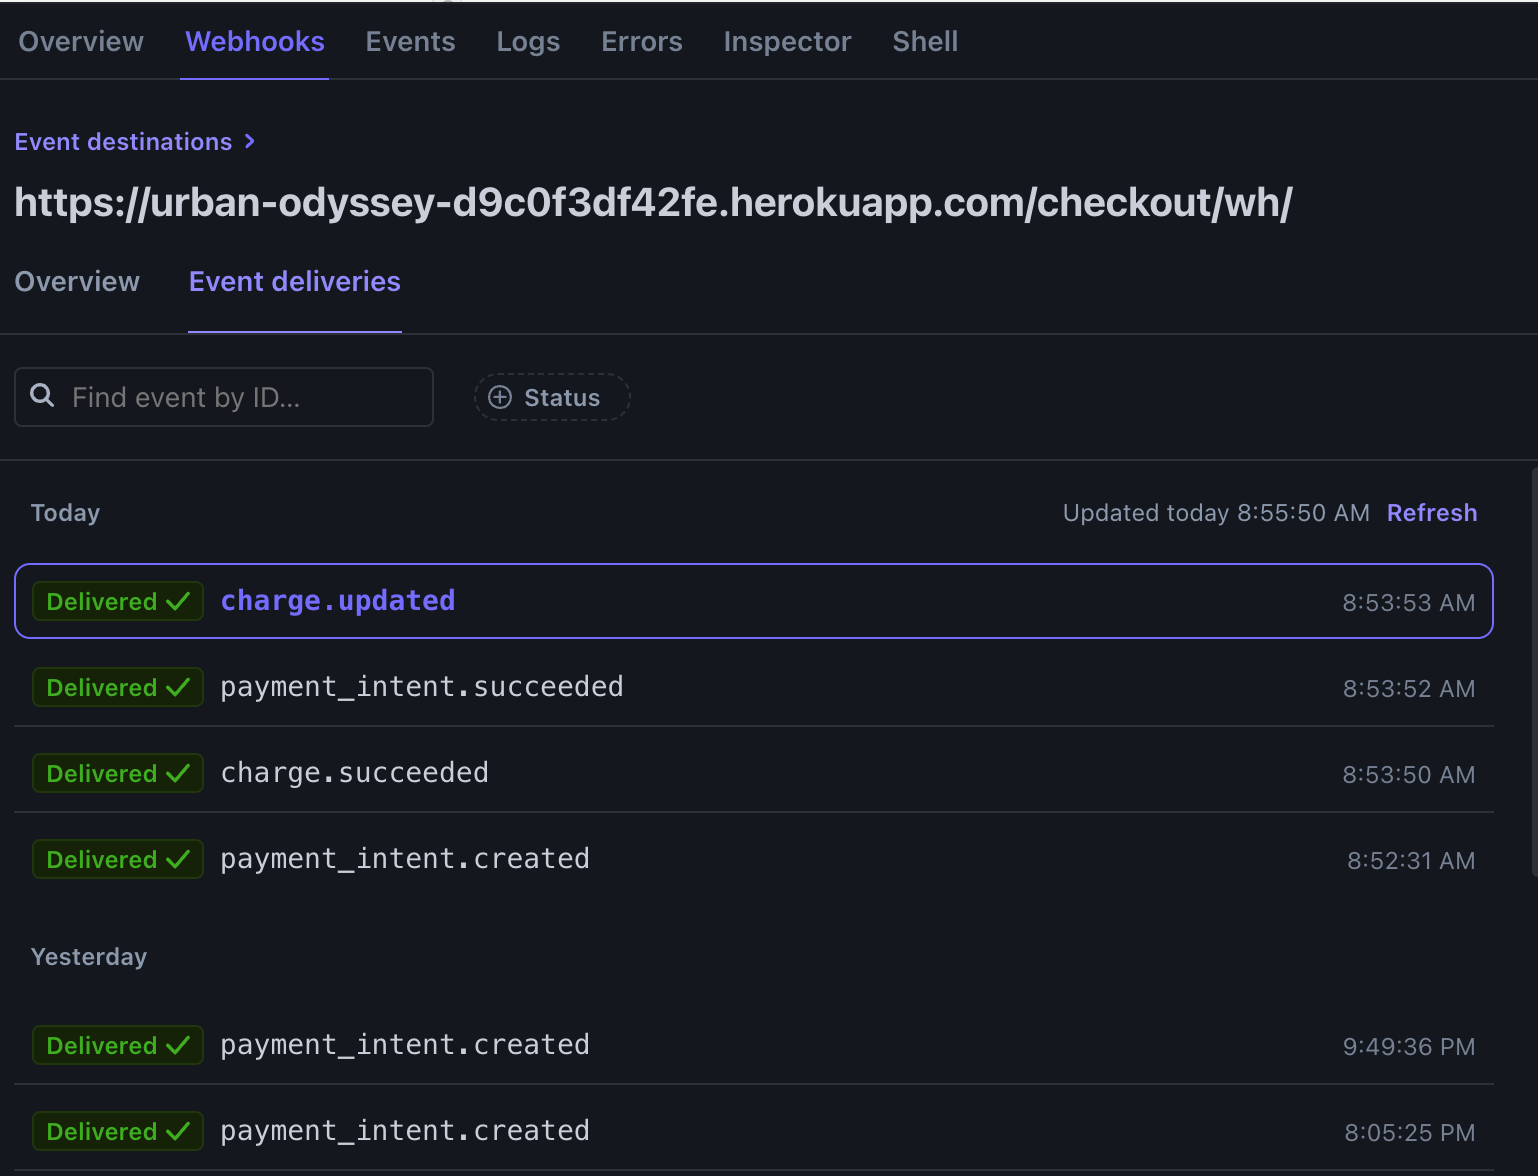 Overview Webhooks Events Logs Errors Inspector Shell
Event destinations
https://urban-odyssey-d9c0f3df42fe.herokuapp.com/checkout/wh/
Overview Event deliveries
Find event by ID...
Status
Today
Updated today 8:55:50 AM Refresh
Delivered charge.updated 8:53:53 AM
Delivered payment_intent.succeeded 8:53:52 AM
Delivered charge.succeeded 8:53:50 AM
Delivered payment_intent.created 8:52:31 AM
Yesterday
Delivered payment_intent.created 9:49:36 PM
Delivered payment_intent.created 8:05:25 PM